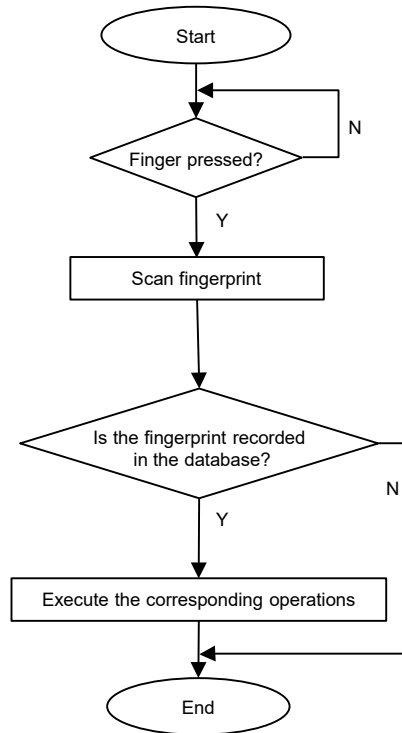 Start
N
Finger pressed?
Y
Scan fingerprint
Is the fingerprint recorded
in the database?
N
Y
Execute the corresponding operations
End